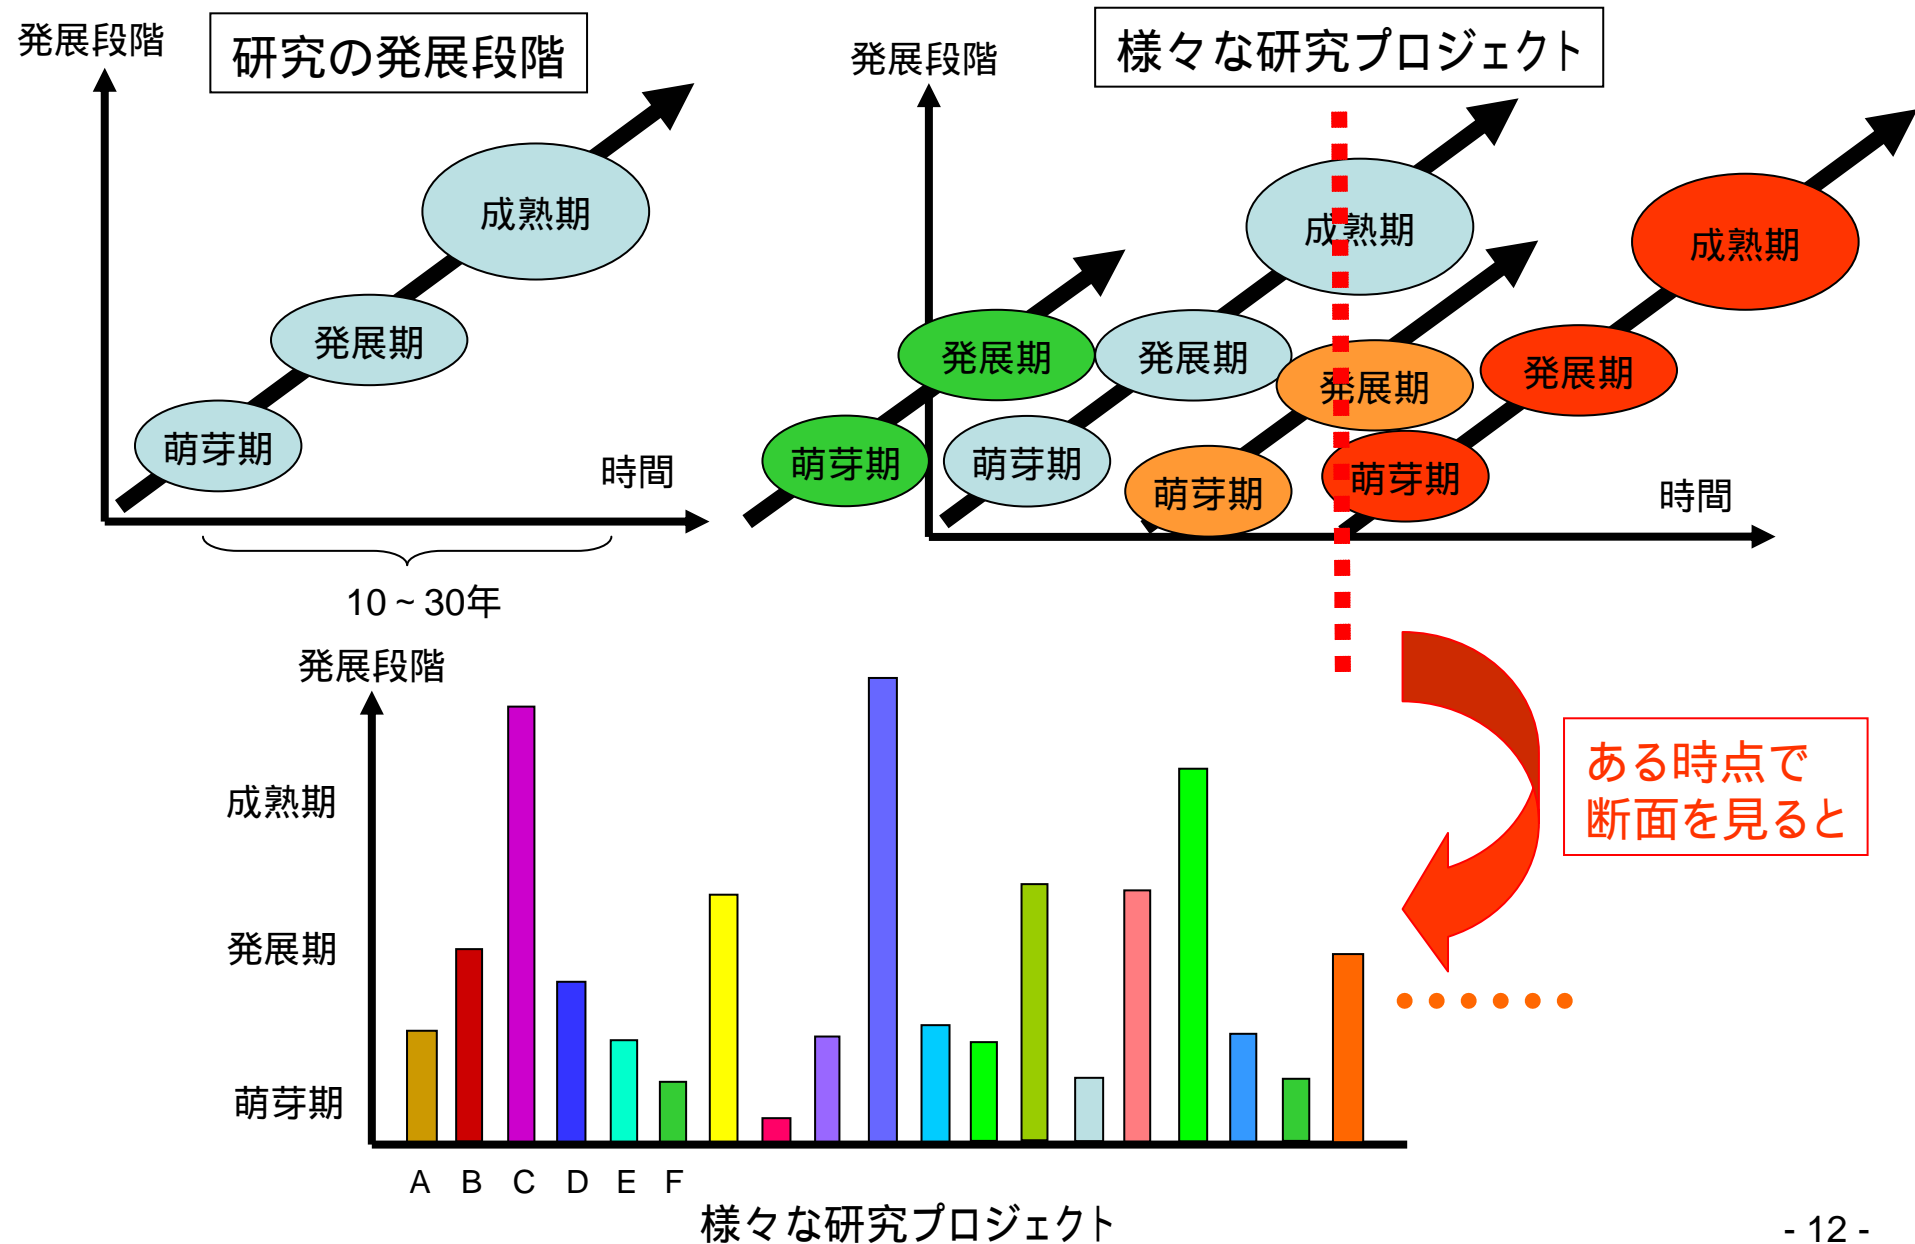 発展段階
研究の発展段階
成熟期
発展期
萌芽期
時間
10~30年
発展段階
様々な研究プロジェクト
成熟期
成熟期
発展期
発展期
発展期
発展期
萌芽期
萌芽期
萌芽期
萌芽期
時間
ある時点で
断面を見ると
発展段階
成熟期
発展期
萌芽期
A B C D E F
様々な研究プロジェクト
- 12 -